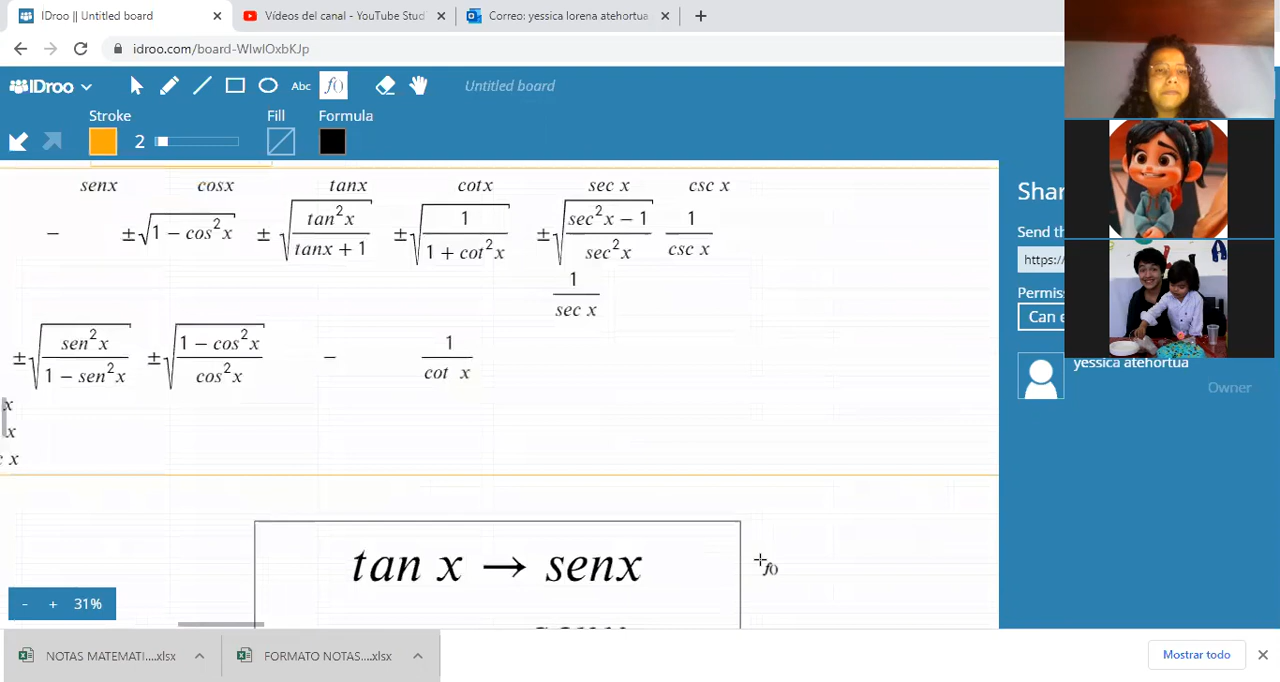 IDroo || Untitled board
Vídeos del canal - YouTube Stud
Correo: yessica lorena atehortua
idroo.com/board-WlwlOxbKJp
IDroo
Abc
f()
Untitled board
Stroke
Fill
Formula
2
senx cosx tanx cotx sec x csc x
− ±√(1 − cos²x) ±√(tan²x / (tanx + 1)) ±√(1 / (1 + cot²x)) ±√((sec²x − 1) / sec²x) 1 / csc x
1 / sec x
±√(sen²x / (1 − sen²x)) ±√((1 − cos²x) / cos²x) − 1 / cot x
x
x
c x
tan x → senx
f()
Shar
Send th
https:/
Permis
Can e
yessica atehortua
Owner
- + 31%
NOTAS MATEMATI....xlsx
FORMATO NOTAS....xlsx
Mostrar todo